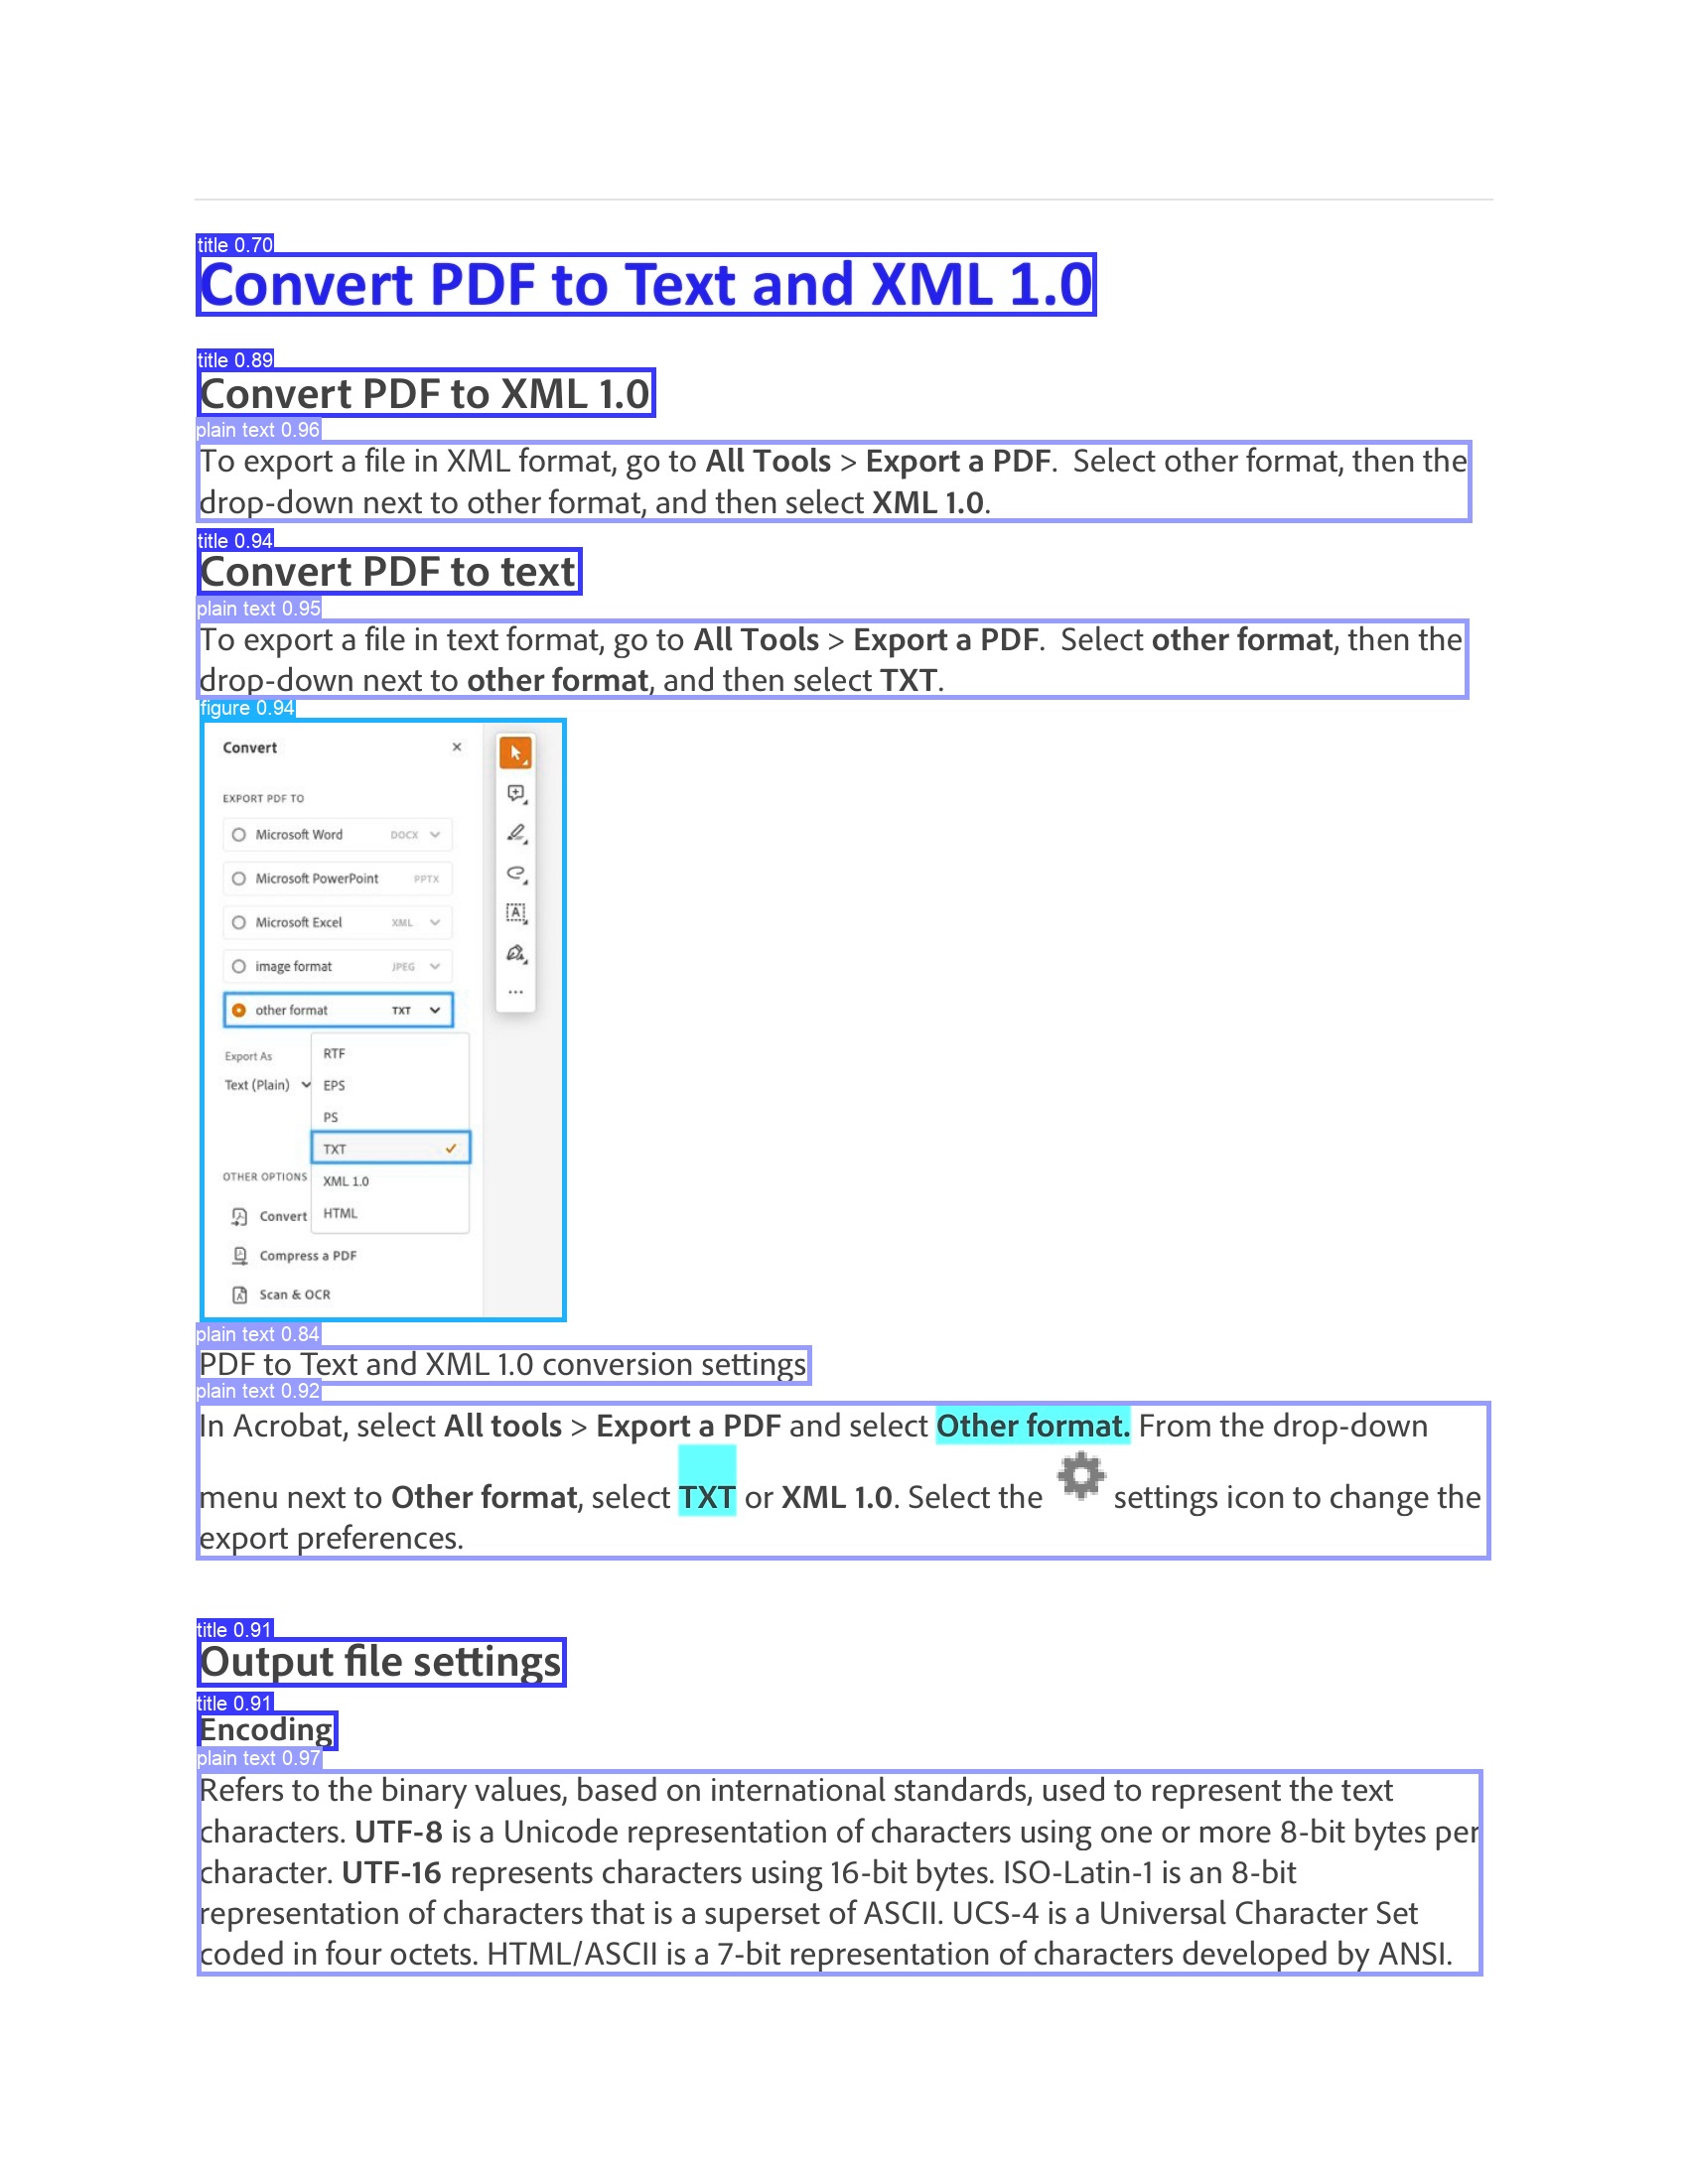 title 0.70
Convert PDF to Text and XML 1.0
title 0.89
Convert PDF to XML 1.0
plain text 0.96
To export a file in XML format, go to All Tools > Export a PDF.  Select other format, then the
drop-down next to other format, and then select XML 1.0.
title 0.94
Convert PDF to text
plain text 0.95
To export a file in text format, go to All Tools > Export a PDF.  Select other format, then the
drop-down next to other format, and then select TXT.
figure 0.94
Convert
EXPORT PDF TO
Microsoft Word DOCX
Microsoft PowerPoint PPTX
Microsoft Excel XML
image format JPEG
other format TXT
Export As
RTF
Text (Plain)
EPS
PS
TXT
OTHER OPTIONS
XML 1.0
Convert
HTML
Compress a PDF
Scan & OCR
plain text 0.84
PDF to Text and XML 1.0 conversion settings
plain text 0.92
In Acrobat, select All tools > Export a PDF and select Other format. From the drop-down
menu next to Other format, select TXT or XML 1.0. Select the settings icon to change the
export preferences.
title 0.91
Output file settings
title 0.91
Encoding
plain text 0.97
Refers to the binary values, based on international standards, used to represent the text
characters. UTF-8 is a Unicode representation of characters using one or more 8-bit bytes per
character. UTF-16 represents characters using 16-bit bytes. ISO-Latin-1 is an 8-bit
representation of characters that is a superset of ASCII. UCS-4 is a Universal Character Set
coded in four octets. HTML/ASCII is a 7-bit representation of characters developed by ANSI.